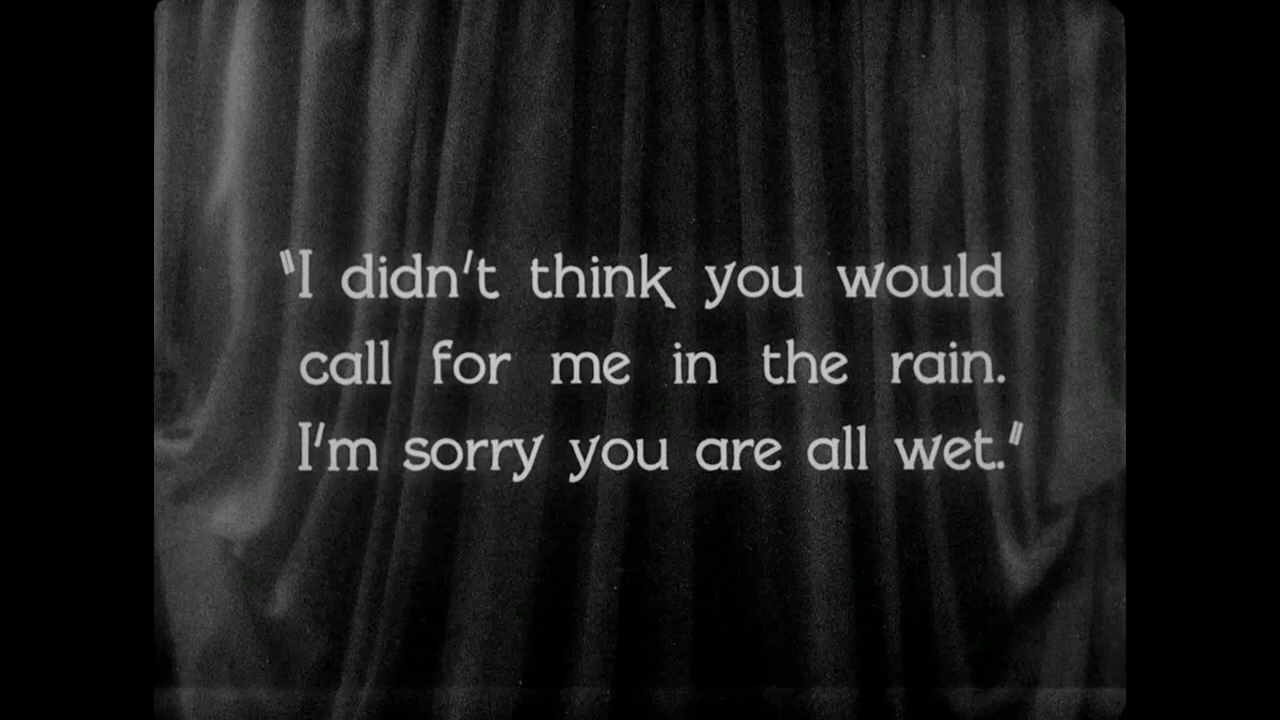 "I didn't think you would
call for me in the rain.
I'm sorry you are all wet."